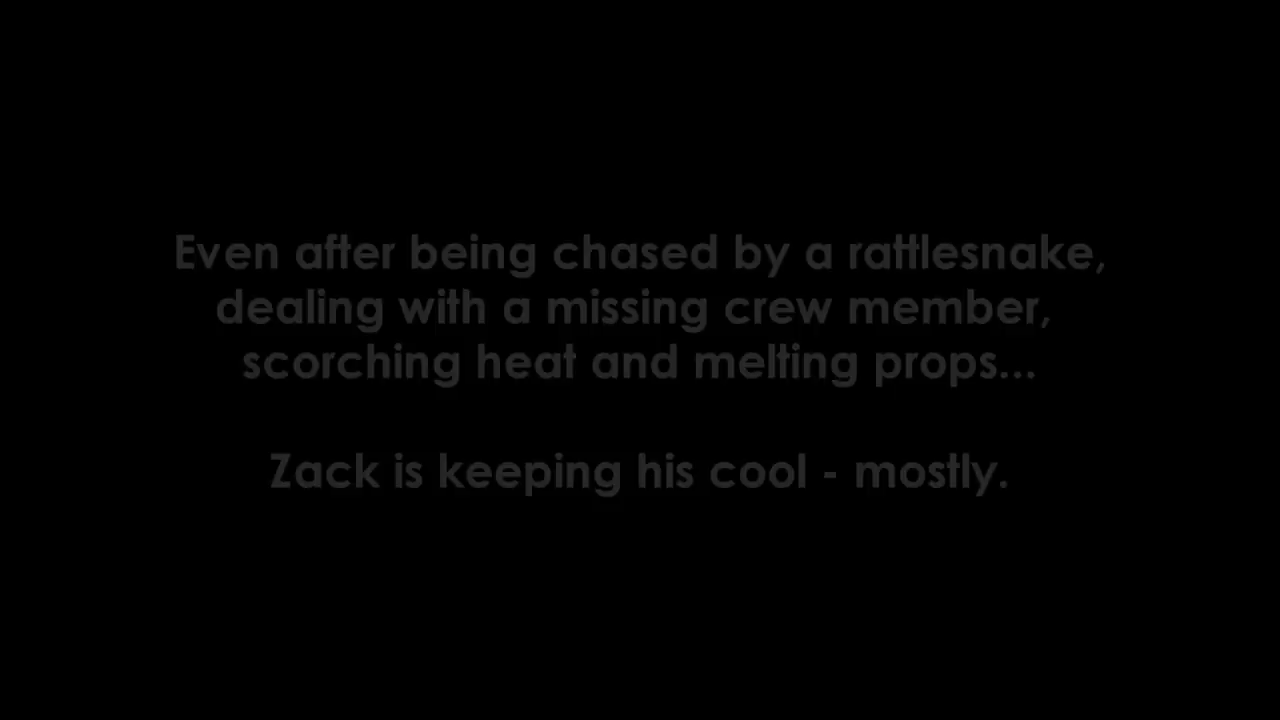 Even after being chased by a rattlesnake,
dealing with a missing crew member,
scorching heat and melting props...
Zack is keeping his cool - mostly.